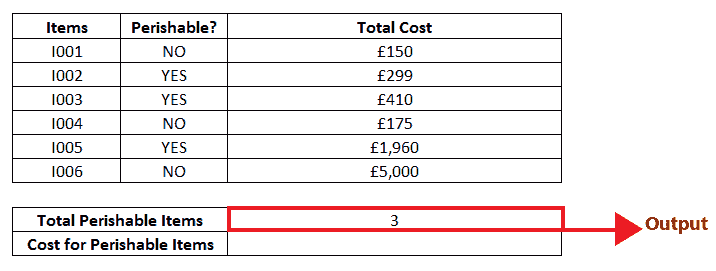 Items Perishable? Total Cost
I001 NO £150
I002 YES £299
I003 YES £410
I004 NO £175
I005 YES £1,960
I006 NO £5,000
Total Perishable Items 3 Output
Cost for Perishable Items